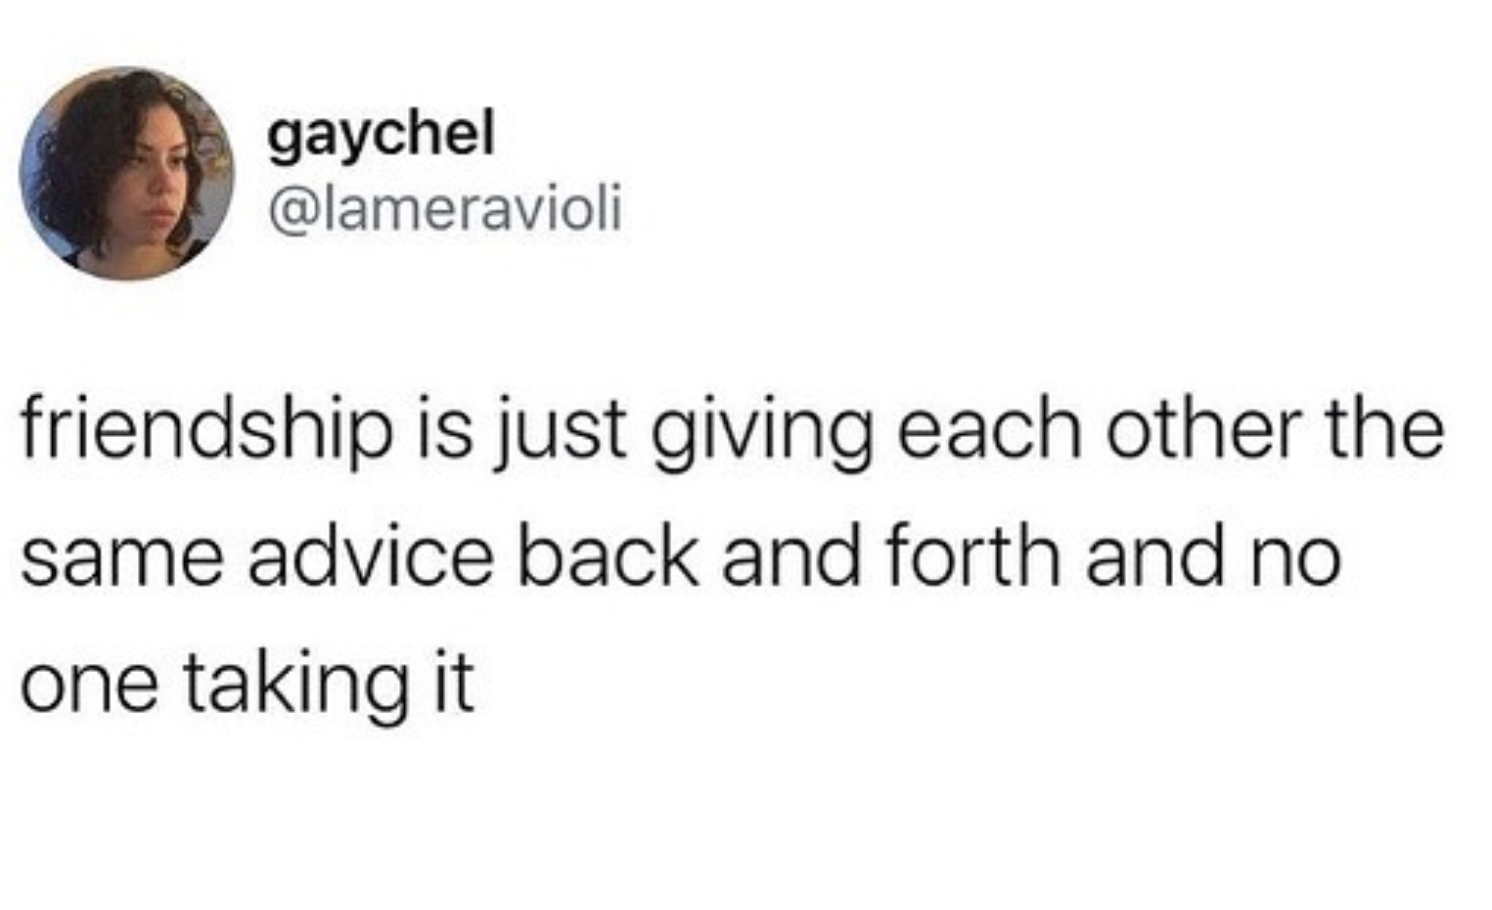 gaychel
@lameravioli
friendship is just giving each other the
same advice back and forth and no
one taking it